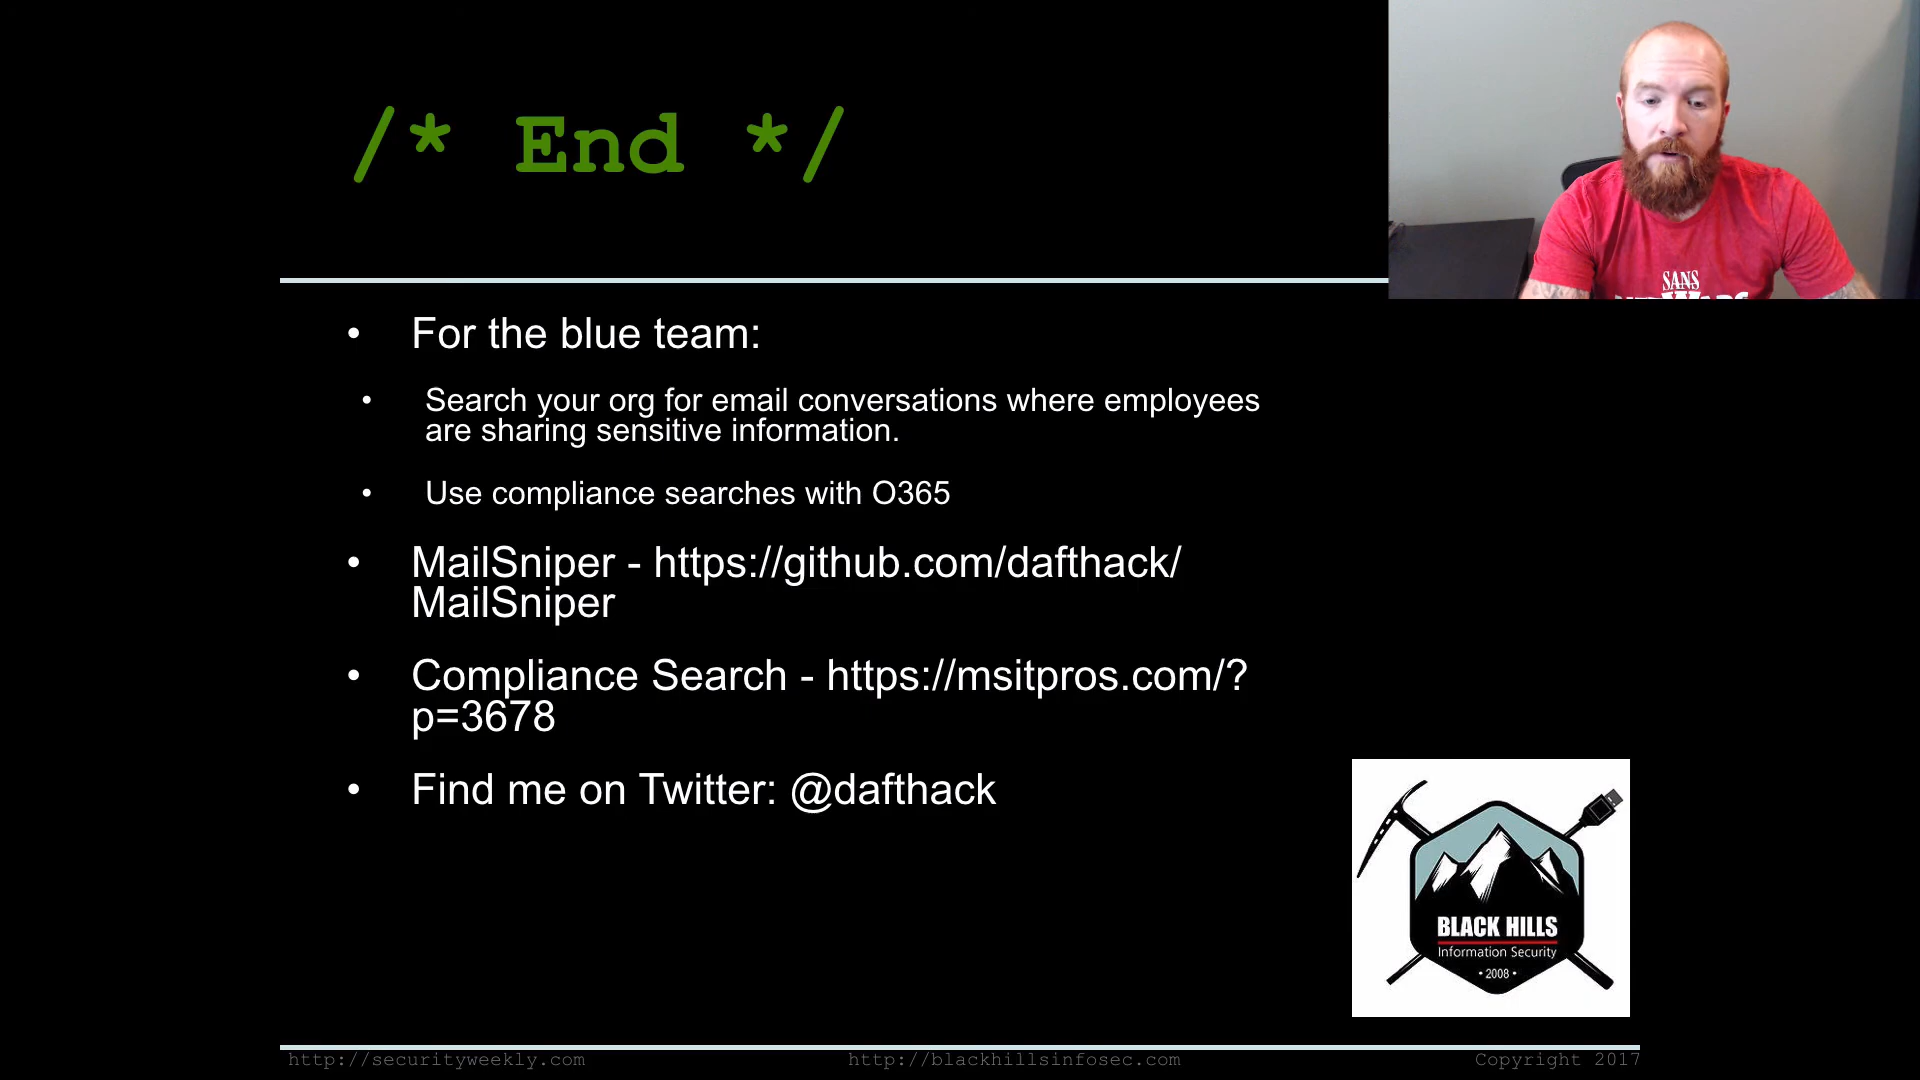 /* End */
SANS
• For the blue team:
• Search your org for email conversations where employees
are sharing sensitive information.
• Use compliance searches with O365
• MailSniper - https://github.com/dafthack/
MailSniper
• Compliance Search - https://msitpros.com/?
p=3678
• Find me on Twitter: @dafthack
BLACK HILLS
Information Security
• 2008 •
http://securityweekly.com http://blackhillsinfosec.com Copyright 2017